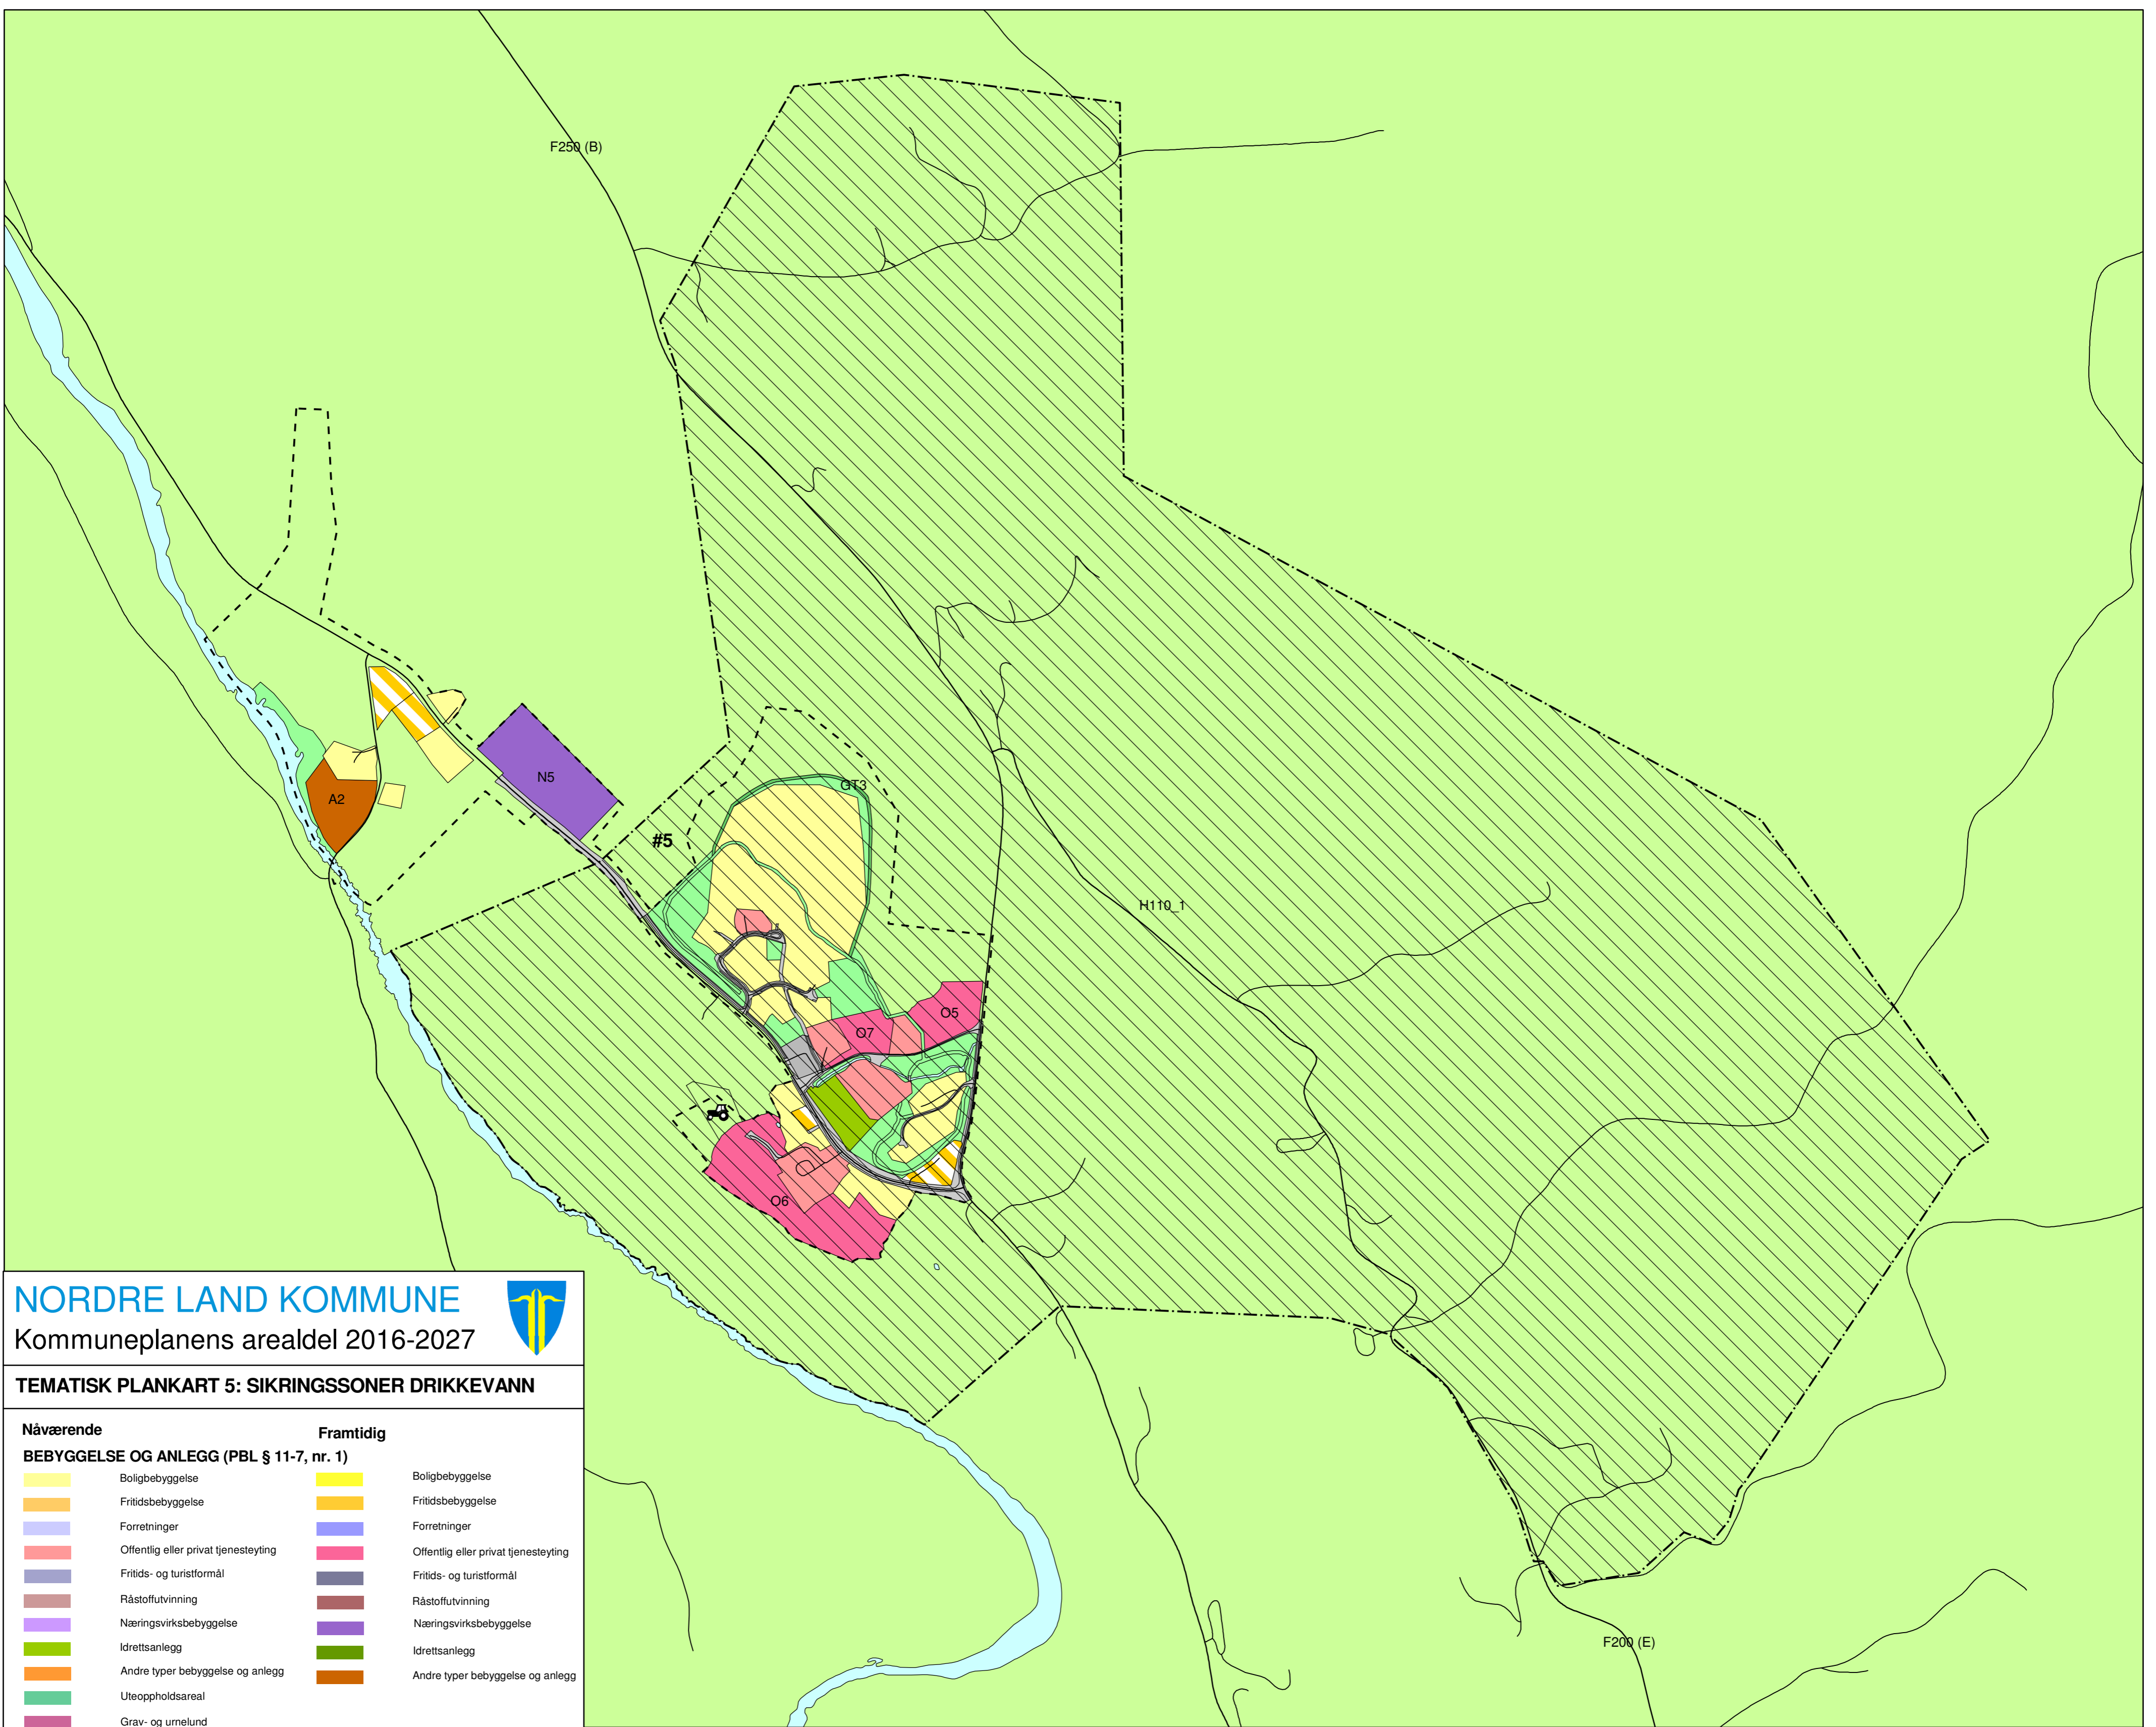 F250 (B)
N5
A2
GT3
#5
H110_1
O5
O7
O6
F200 (E)
NORDRE LAND KOMMUNE
Kommuneplanens arealdel 2016-2027
TEMATISK PLANKART 5: SIKRINGSSONER DRIKKEVANN
Nåværende Framtidig
BEBYGGELSE OG ANLEGG (PBL § 11-7, nr. 1)
Boligbebyggelse Boligbebyggelse
Fritidsbebyggelse Fritidsbebyggelse
Forretninger Forretninger
Offentlig eller privat tjenesteyting Offentlig eller privat tjenesteyting
Fritids- og turistformål Fritids- og turistformål
Råstoffutvinning Råstoffutvinning
Næringsvirksbebyggelse Næringsvirksbebyggelse
Idrettsanlegg Idrettsanlegg
Andre typer bebyggelse og anlegg Andre typer bebyggelse og anlegg
Uteoppholdsareal
Grav- og urnelund